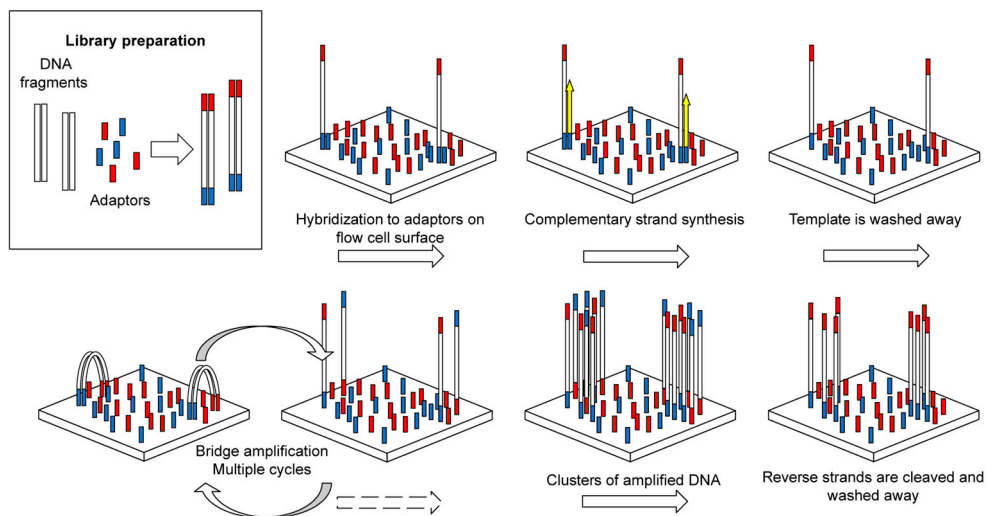 Library preparation
DNA
fragments
Adaptors
Hybridization to adaptors on
flow cell surface
Complementary strand synthesis
Template is washed away
Bridge amplification
Multiple cycles
Clusters of amplified DNA
Reverse strands are cleaved and
washed away